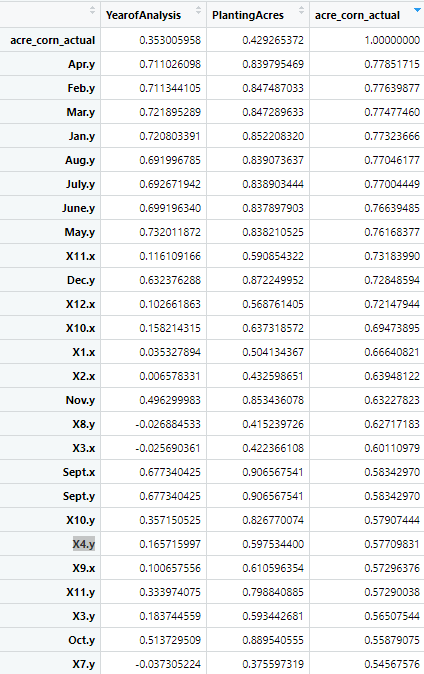 YearofAnalysis PlantingAcres acre_corn_actual
acre_corn_actual 0.353005958 0.429265372 1.00000000
Apr.y 0.711026098 0.839795469 0.77851715
Feb.y 0.711344105 0.847487033 0.77639877
Mar.y 0.721895289 0.847289633 0.77477460
Jan.y 0.720803391 0.852208320 0.77323666
Aug.y 0.691996785 0.839073637 0.77046177
July.y 0.692671942 0.838903444 0.77004449
June.y 0.699196340 0.837897903 0.76639485
May.y 0.732011872 0.838210525 0.76168377
X11.x 0.116109166 0.590854322 0.73183990
Dec.y 0.632376288 0.872249952 0.72848594
X12.x 0.102661863 0.568761405 0.72147944
X10.x 0.158214315 0.637318572 0.69473895
X1.x 0.035327894 0.504134367 0.66640821
X2.x 0.006578331 0.432598651 0.63948122
Nov.y 0.496299983 0.853436078 0.63227823
X8.y -0.026884533 0.415239726 0.62717183
X3.x -0.025690361 0.422366108 0.60110979
Sept.x 0.677340425 0.906567541 0.58342970
Sept.y 0.677340425 0.906567541 0.58342970
X10.y 0.357150525 0.826770074 0.57907444
X4.y 0.165715997 0.597534400 0.57709831
X9.x 0.100657556 0.610596354 0.57296376
X11.y 0.333974075 0.798840885 0.57290038
X3.y 0.183744559 0.593442681 0.56507544
Oct.y 0.513729509 0.889540555 0.55879075
X7.y -0.037305224 0.375597319 0.54567576